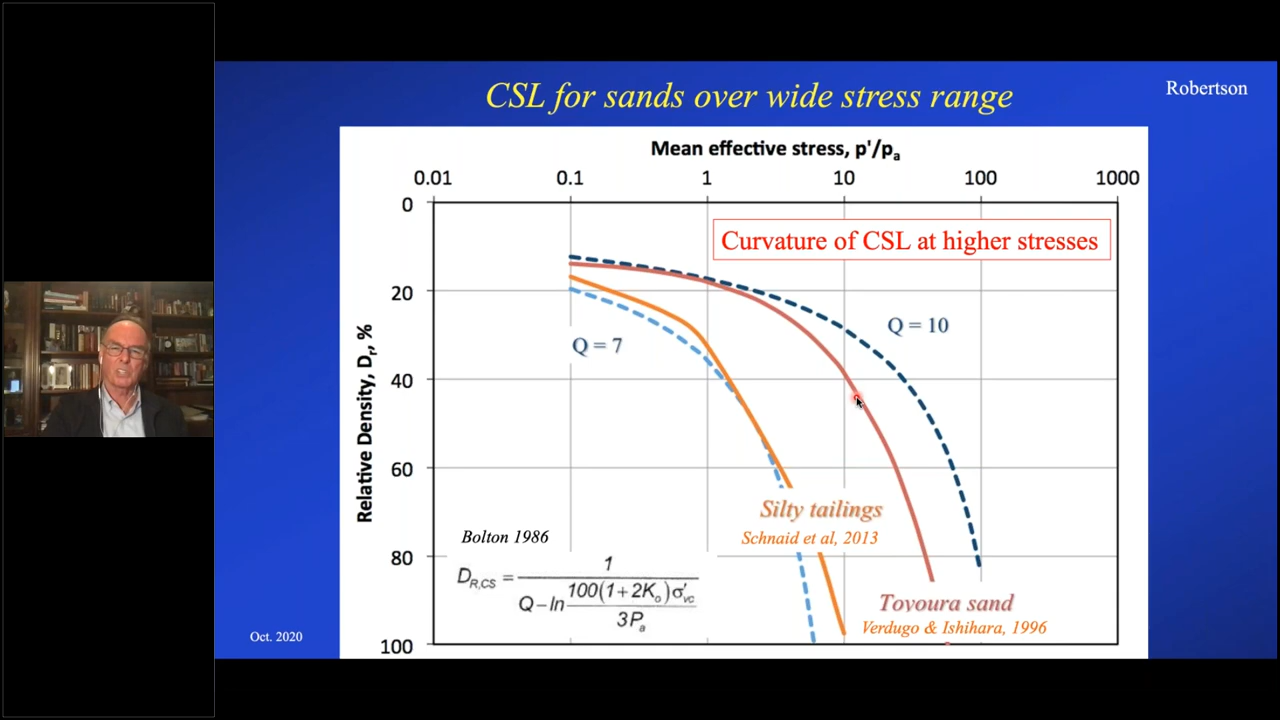 CSL for sands over wide stress range
Robertson
Mean effective stress, p'/pₐ
0.01 0.1 1 10 100 1000
0
20
40
60
80
100
Relative Density, Dᵣ, %
Curvature of CSL at higher stresses
Q = 10
Q = 7
Silty tailings
Schnaid et al, 2013
Bolton 1986
D_R,CS = 1 / (Q – ln (100(1+2Kₒ)σ'vc / 3Pₐ))
Tovoura sand
Verdugo & Ishihara, 1996
Oct. 2020